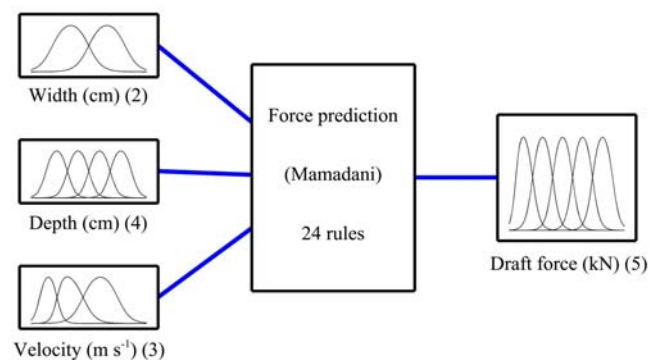 Width (cm) (2)
Depth (cm) (4)
Velocity (m s⁻¹) (3)
Force prediction
(Mamadani)
24 rules
Draft force (kN) (5)